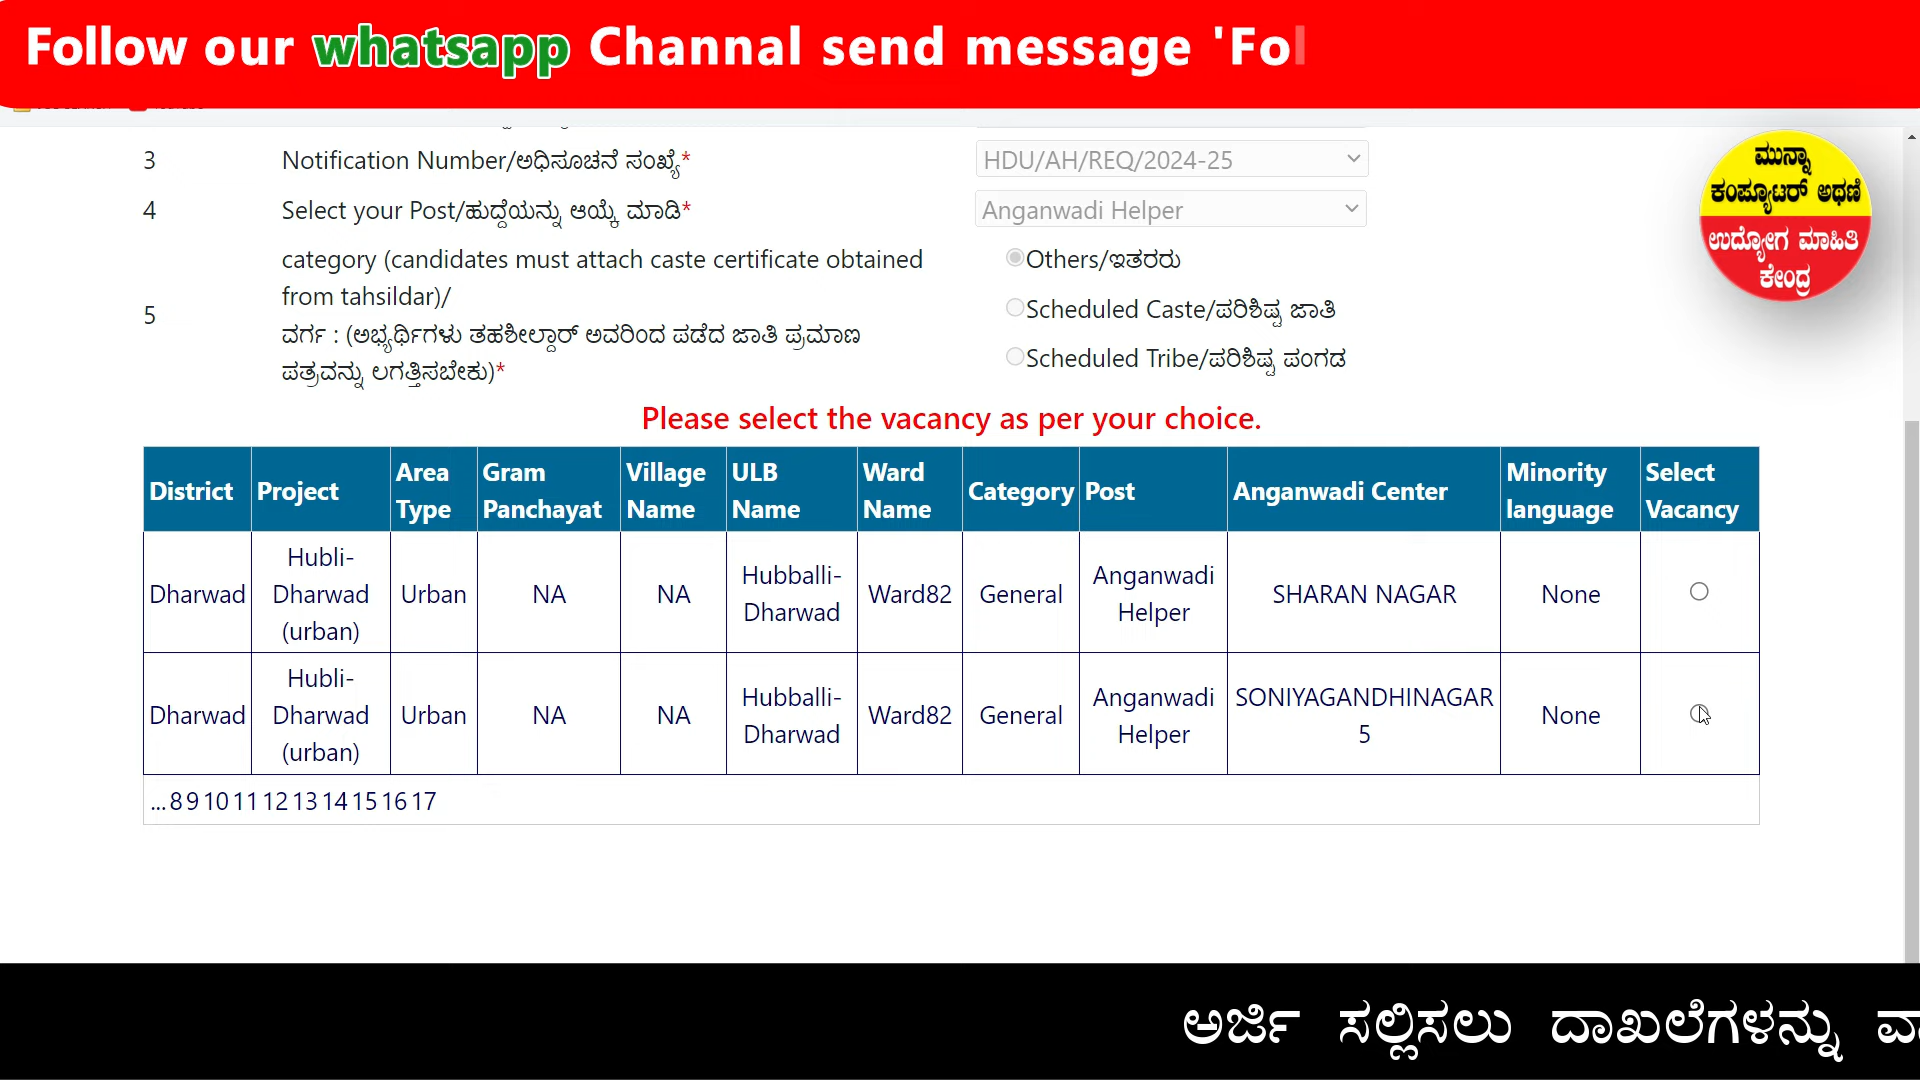 Follow our whatsapp Channal send message 'Fol
3 Notification Number/ಅಧಿಸೂಚನೆ ಸಂಖ್ಯೆ* HDU/AH/REQ/2024-25
4 Select your Post/ಹುದ್ದೆಯನ್ನು ಆಯ್ಕೆ ಮಾಡಿ* Anganwadi Helper
ಮುನ್ನಾ
ಕಂಪ್ಯೂಟರ್ ಅಥಣಿ
ಉದ್ಯೋಗ ಮಾಹಿತಿ
ಕೇಂದ್ರ
5
category (candidates must attach caste certificate obtained
from tahsildar)/
ವರ್ಗ : (ಅಭ್ಯರ್ಥಿಗಳು ತಹಶೀಲ್ದಾರ್ ಅವರಿಂದ ಪಡೆದ ಜಾತಿ ಪ್ರಮಾಣ
ಪತ್ರವನ್ನು ಲಗತ್ತಿಸಬೇಕು)*
Others/ಇತರರು
Scheduled Caste/ಪರಿಶಿಷ್ಟ ಜಾತಿ
Scheduled Tribe/ಪರಿಶಿಷ್ಟ ಪಂಗಡ
Please select the vacancy as per your choice.
District Project Area Type Gram Panchayat Village Name ULB Name Ward Name Category Post Anganwadi Center Minority language Select Vacancy
Dharwad Hubli-Dharwad (urban) Urban NA NA Hubballi-Dharwad Ward82 General Anganwadi Helper SHARAN NAGAR None
Dharwad Hubli-Dharwad (urban) Urban NA NA Hubballi-Dharwad Ward82 General Anganwadi Helper SONIYAGANDHINAGAR 5 None
... 8 9 10 11 12 13 14 15 16 17
ಅರ್ಜಿ ಸಲ್ಲಿಸಲು ದಾಖಲೆಗಳನ್ನು